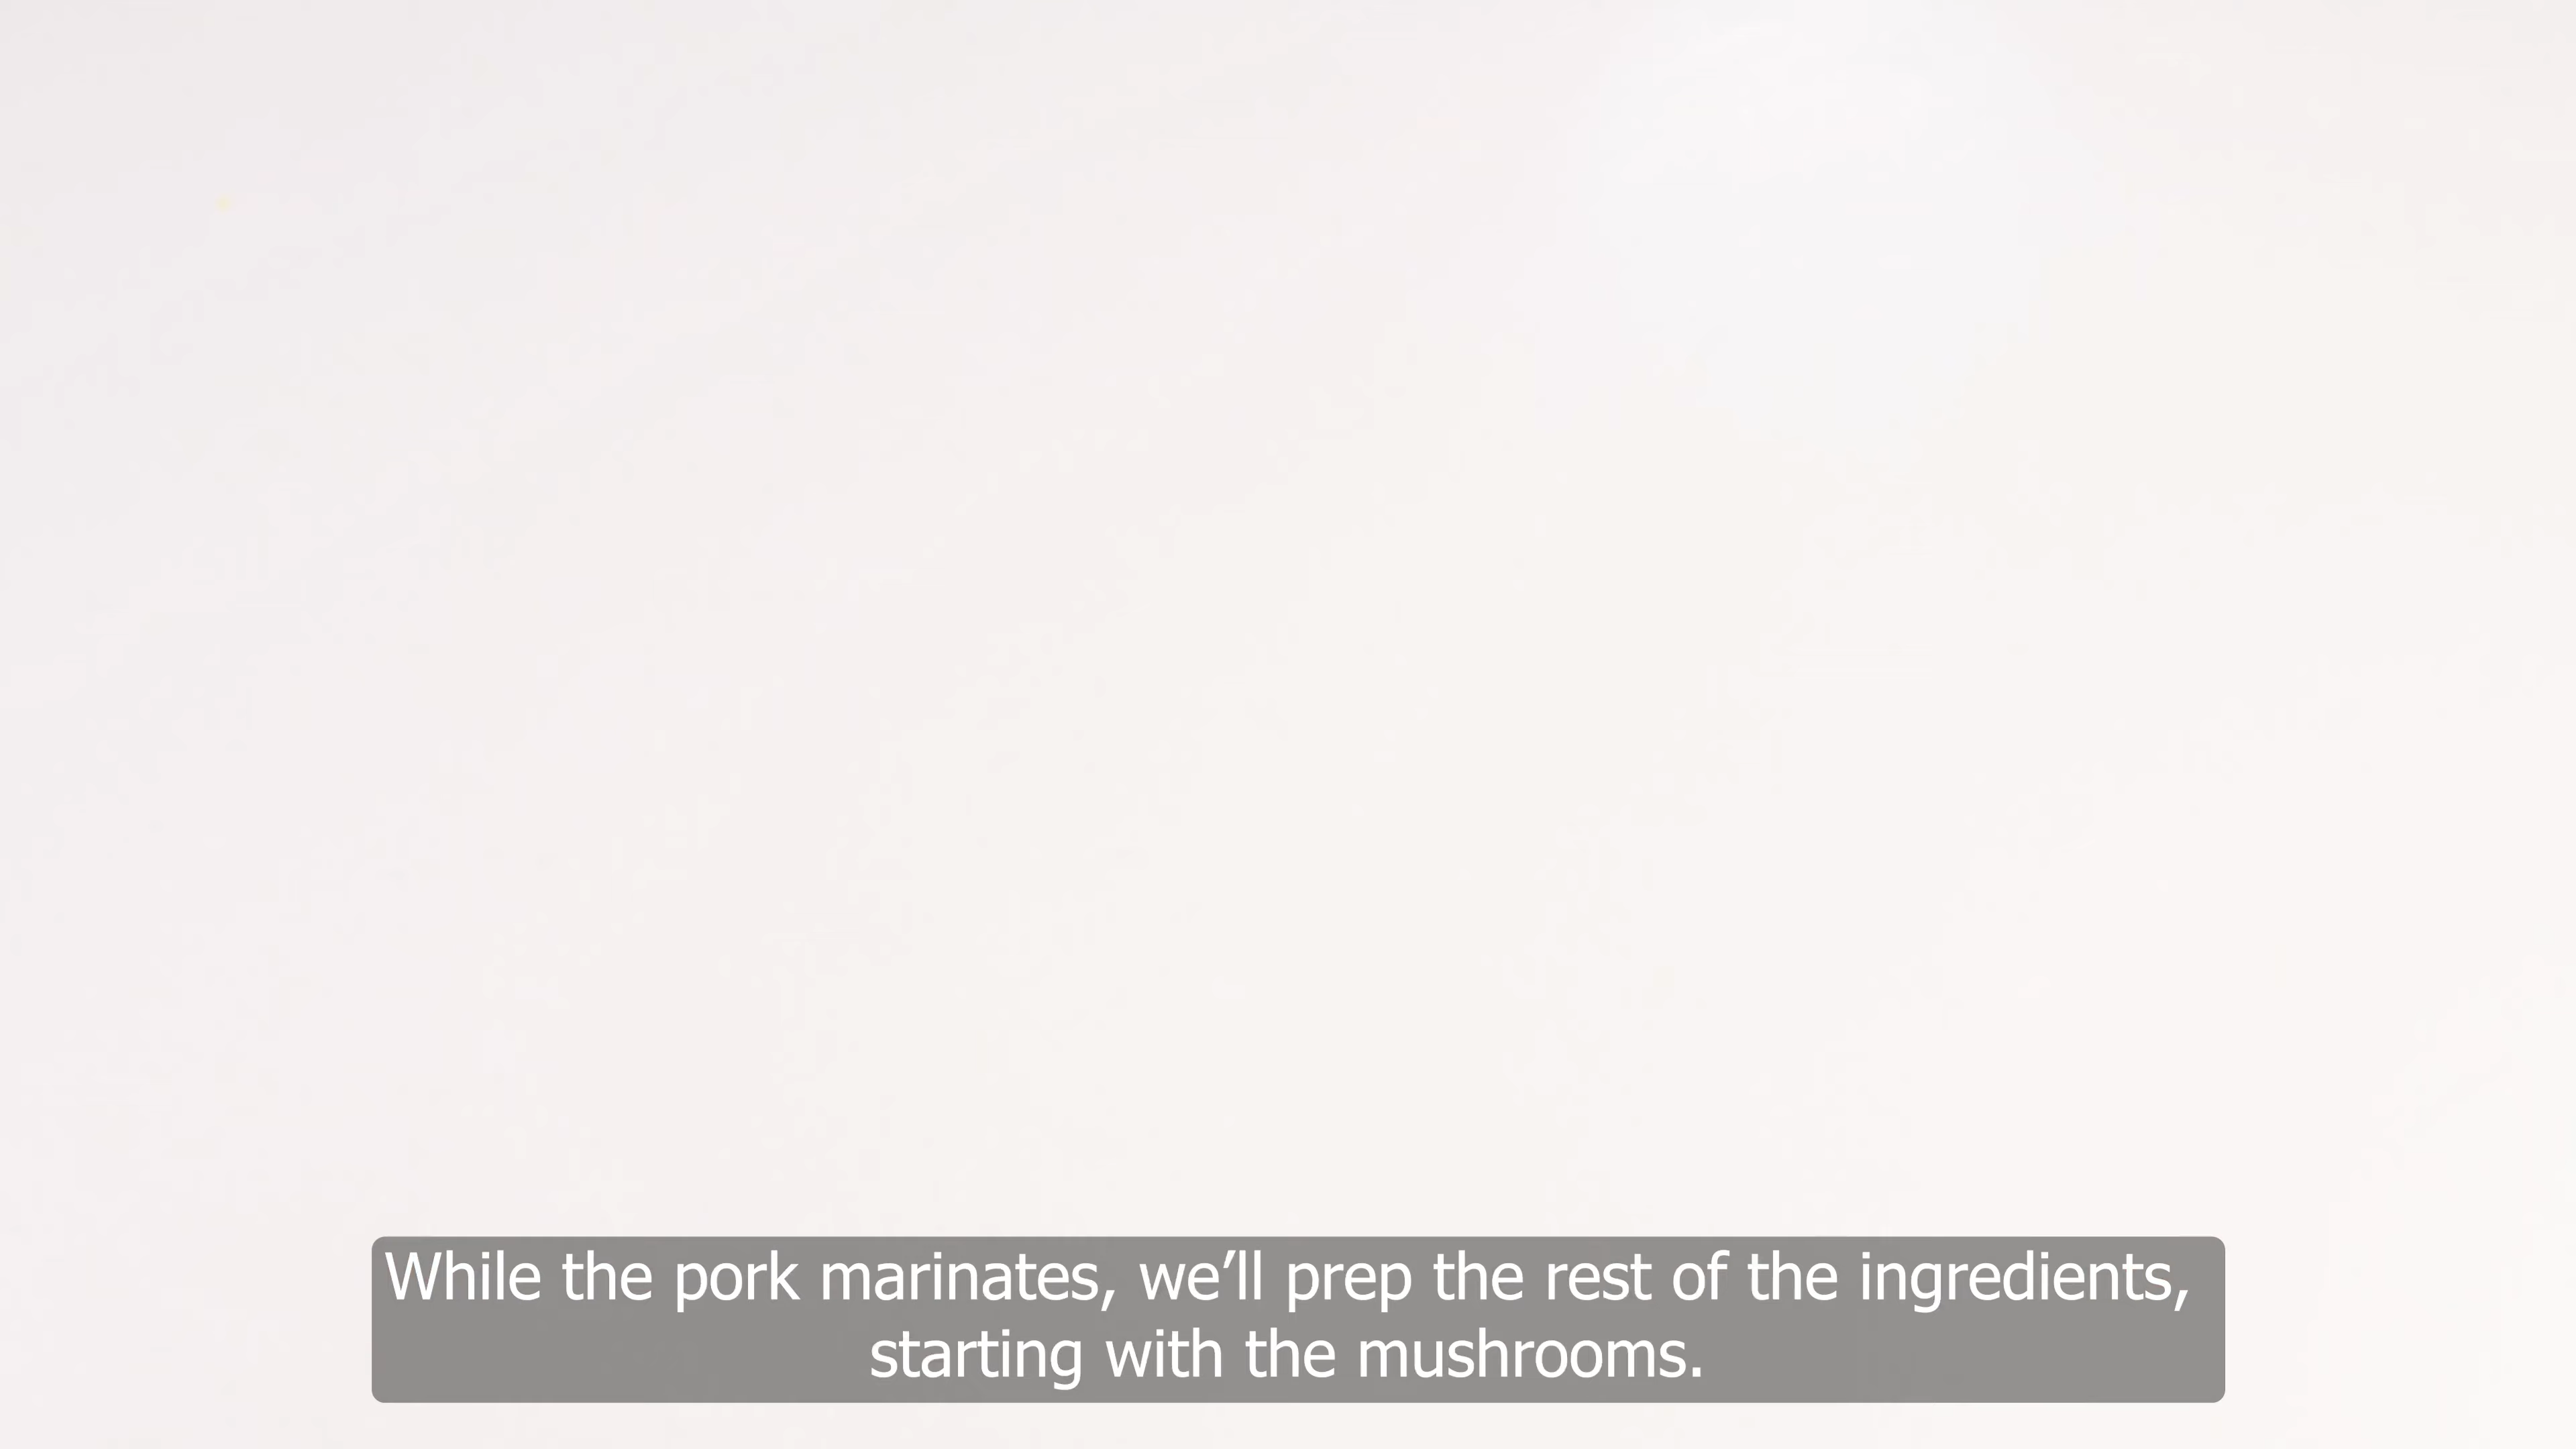 While the pork marinates, we’ll prep the rest of the ingredients,
starting with the mushrooms.